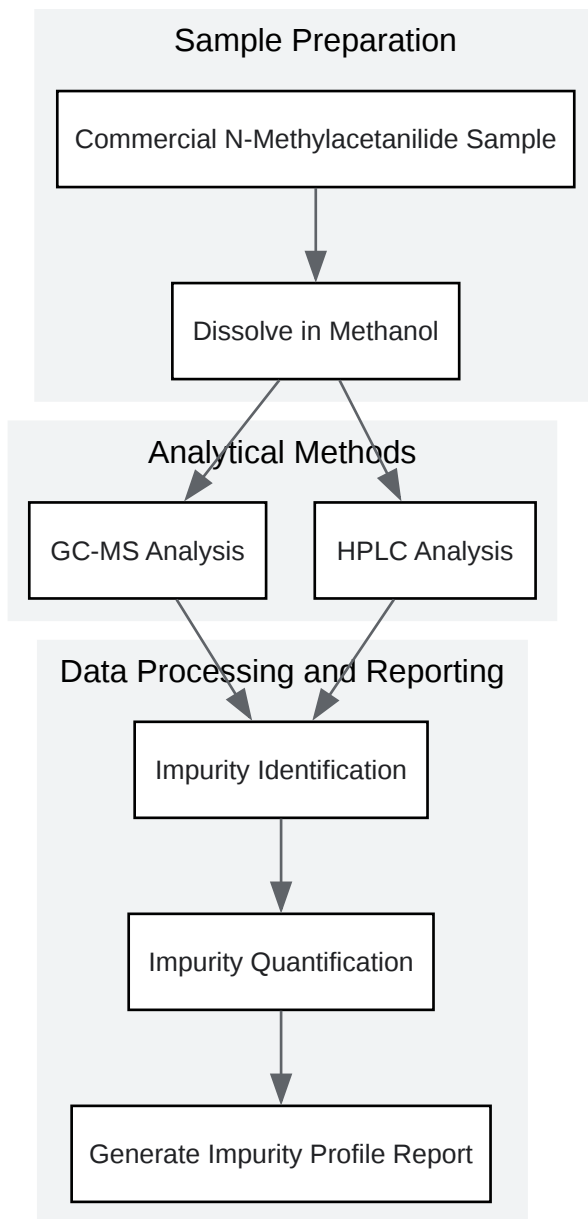 Sample Preparation
Commercial N-Methylacetanilide Sample
Dissolve in Methanol
Analytical Methods
GC-MS Analysis
HPLC Analysis
Data Processing and Reporting
Impurity Identification
Impurity Quantification
Generate Impurity Profile Report